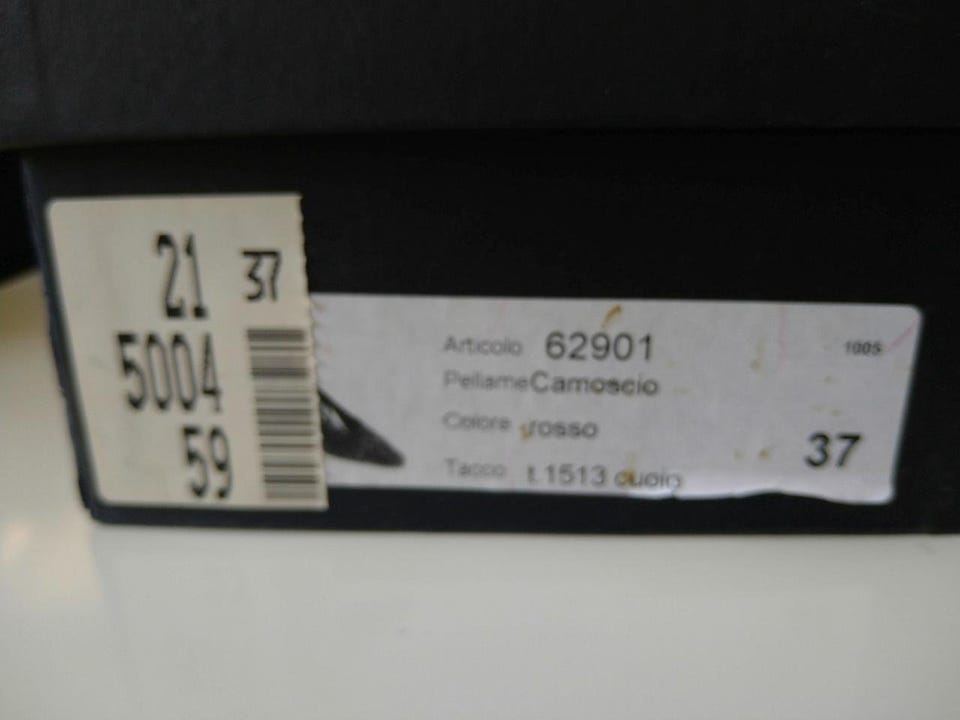 21 37
5004
59
Articolo 62901 1005
Pellame Camoscio
Colore rosso
37
Tacco t.1513 cuoio